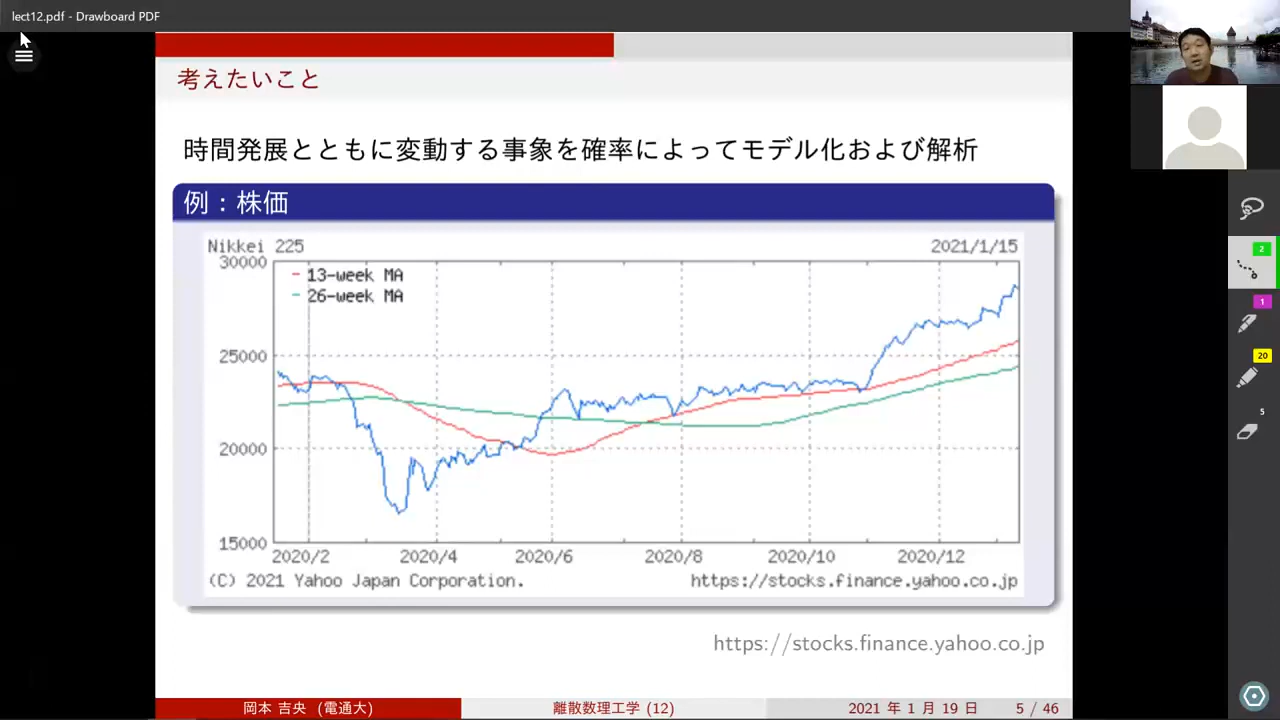 lect12.pdf - Drawboard PDF
考えたいこと
時間発展とともに変動する事象を確率によってモデル化および解析
例：株価
Nikkei 225
2021/1/15
30000
13-week MA
26-week MA
25000
20000
15000
2020/2 2020/4 2020/6 2020/8 2020/10 2020/12
(C) 2021 Yahoo Japan Corporation.
https://stocks.finance.yahoo.co.jp
https://stocks.finance.yahoo.co.jp
岡本 吉央 (電通大)
離散数理工学 (12)
2021 年 1 月 19 日
5 / 46
2
1
20
5